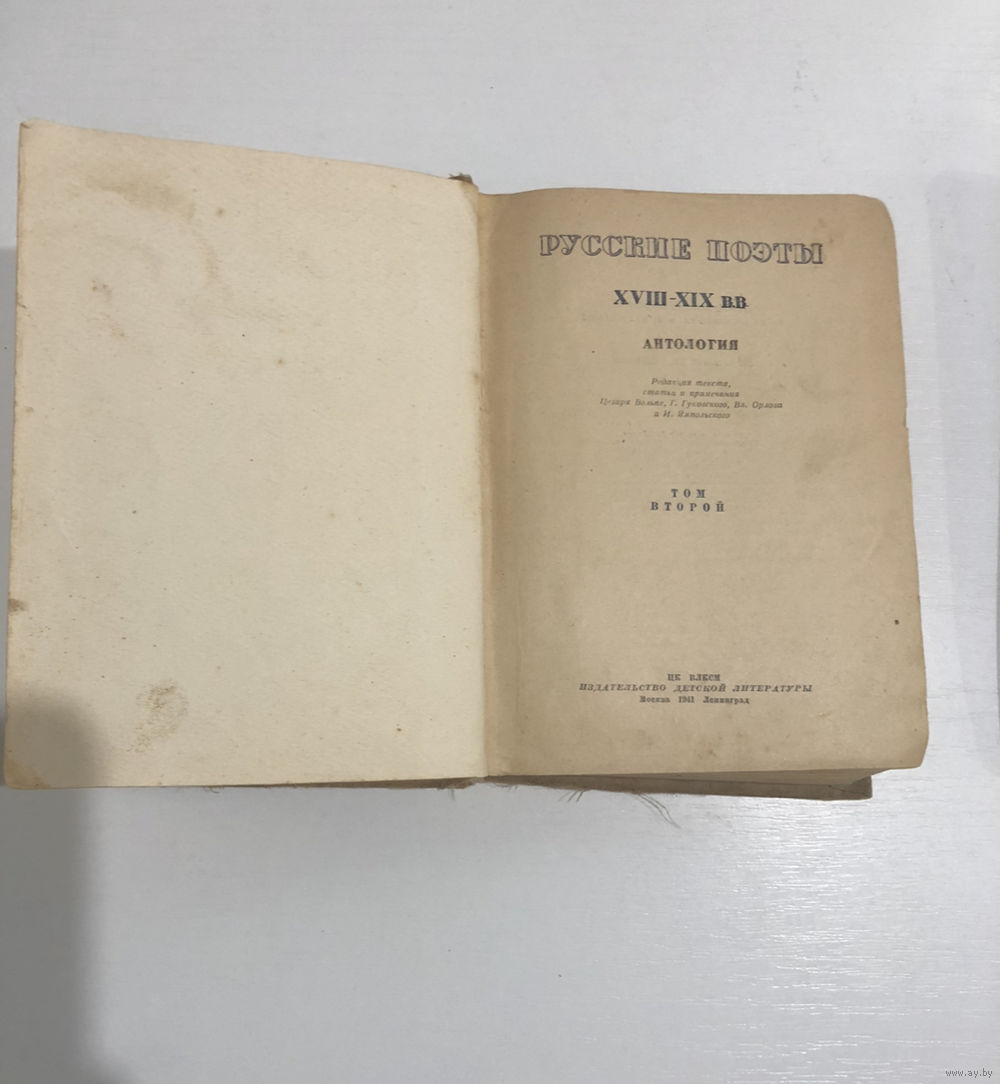 РУССКИЕ ПОЭТЫ
XVIII–XIX В.В.
АНТОЛОГИЯ
Редакция текста,
статьи и примечания
Цезаря Вольпе, Г. Гуковского, Вл. Орлова
и И. Ямпольского
ТОМ
ВТОРОЙ
ЦК ВЛКСМ
ИЗДАТЕЛЬСТВО ДЕТСКОЙ ЛИТЕРАТУРЫ
Москва 1941 Ленинград
www.ay.by